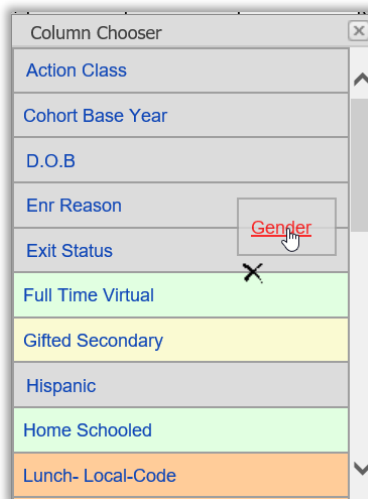 Column Chooser
Action Class
Cohort Base Year
D.O.B
Enr Reason
Gender
Exit Status
Full Time Virtual
Gifted Secondary
Hispanic
Home Schooled
Lunch- Local-Code